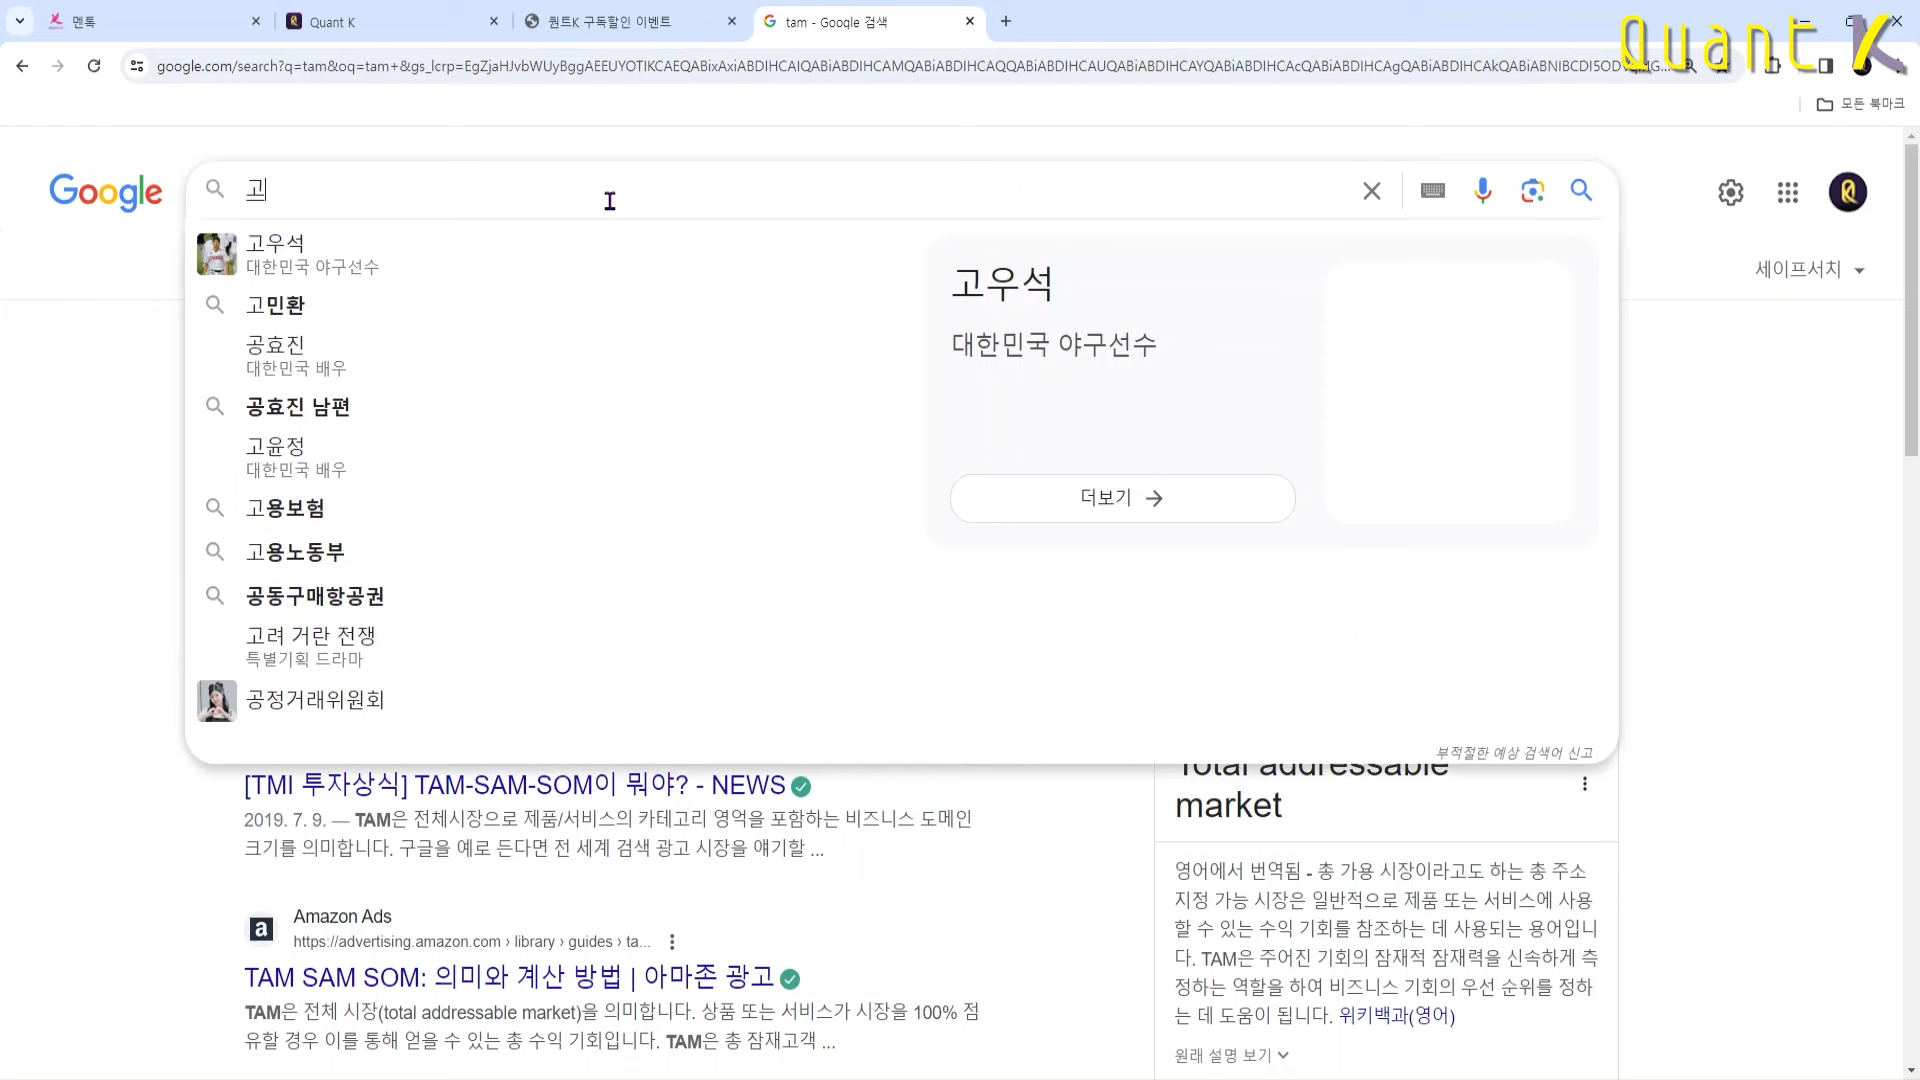 멘톡
Quant K
퀀트K 구독할인 이벤트
tam - Google 검색
Quant K
모든 북마크
Google
고
고우석
대한민국 야구선수
고민환
공효진
대한민국 배우
공효진 남편
고윤정
대한민국 배우
고용보험
고용노동부
공동구매항공권
고려 거란 전쟁
특별기획 드라마
공정거래위원회
고우석
대한민국 야구선수
더보기
부적절한 예상 검색어 신고
세이프서치
[TMI 투자상식] TAM-SAM-SOM이 뭐야? - NEWS
2019. 7. 9. — TAM은 전체시장으로 제품/서비스의 카테고리 영억을 포함하는 비즈니스 도메인
크기를 의미합니다. 구글을 예로 든다면 전 세계 검색 광고 시장을 얘기할 ...
Amazon Ads
https://advertising.amazon.com › library › guides › ta...
TAM SAM SOM: 의미와 계산 방법 | 아마존 광고
TAM은 전체 시장(total addressable market)을 의미합니다. 상품 또는 서비스가 시장을 100% 점
유할 경우 이를 통해 얻을 수 있는 총 수익 기회입니다. TAM은 총 잠재고객 ...
Total addressable
market
영어에서 번역됨 - 총 가용 시장이라고도 하는 총 주소
지정 가능 시장은 일반적으로 제품 또는 서비스에 사용
할 수 있는 수익 기회를 참조하는 데 사용되는 용어입니
다. TAM은 주어진 기회의 잠재적 잠재력을 신속하게 측
정하는 역할을 하여 비즈니스 기회의 우선 순위를 정하
는 데 도움이 됩니다. 위키백과(영어)
원래 설명 보기